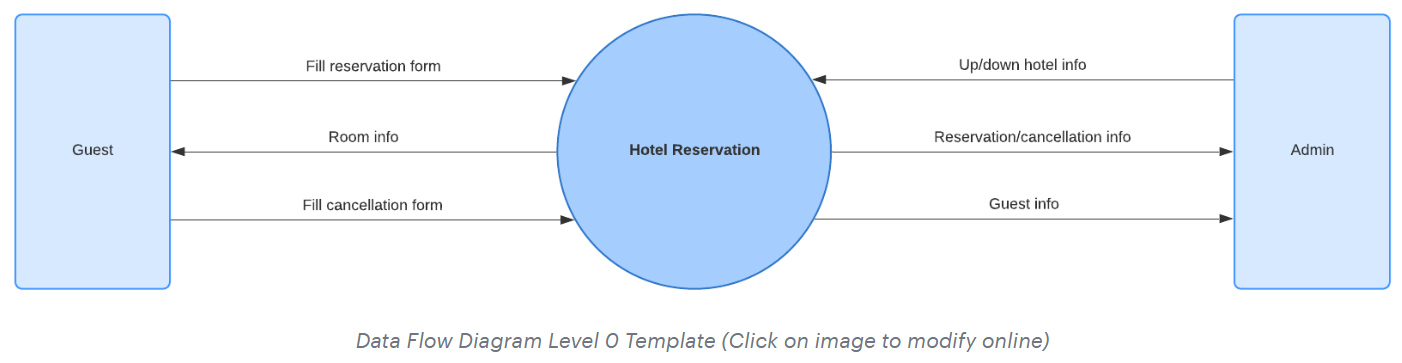 Fill reservation form
Up/down hotel info
Room info
Reservation/cancellation info
Guest
Hotel Reservation
Admin
Fill cancellation form
Guest info
Data Flow Diagram Level 0 Template (Click on image to modify online)